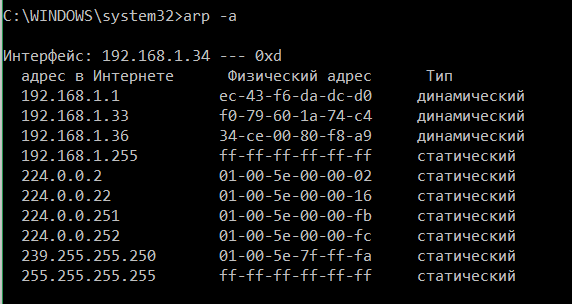 C:\WINDOWS\system32>arp -a
Интерфейс: 192.168.1.34 --- 0xd
адрес в Интернете Физический адрес Тип
192.168.1.1 ec-43-f6-da-dc-d0 динамический
192.168.1.33 f0-79-60-1a-74-c4 динамический
192.168.1.36 34-ce-00-80-f8-a9 динамический
192.168.1.255 ff-ff-ff-ff-ff-ff статический
224.0.0.2 01-00-5e-00-00-02 статический
224.0.0.22 01-00-5e-00-00-16 статический
224.0.0.251 01-00-5e-00-00-fb статический
224.0.0.252 01-00-5e-00-00-fc статический
239.255.255.250 01-00-5e-7f-ff-fa статический
255.255.255.255 ff-ff-ff-ff-ff-ff статический